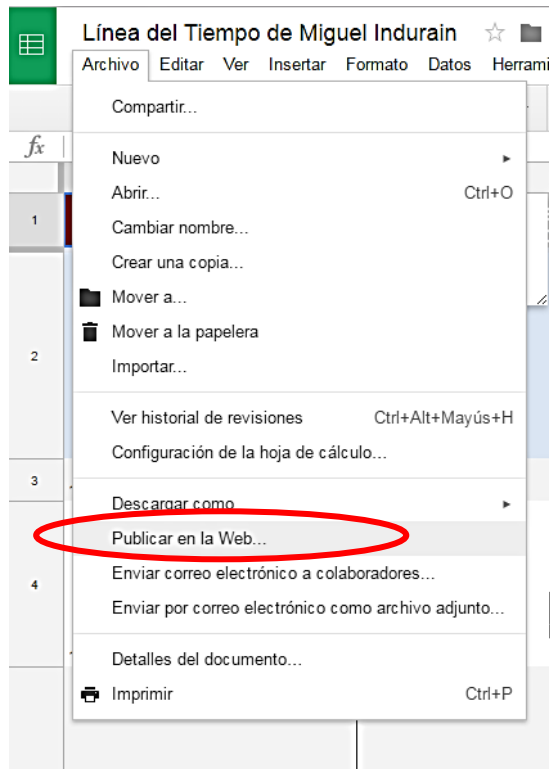 Línea del Tiempo de Miguel Indurain
Archivo Editar Ver Insertar Formato Datos Herrami
Compartir...
fx
Nuevo
Abrir... Ctrl+O
1
Cambiar nombre...
Crear una copia...
Mover a...
Mover a la papelera
2
Importar...
Ver historial de revisiones Ctrl+Alt+Mayús+H
Configuración de la hoja de cálculo...
3
Descargar como
Publicar en la Web...
Enviar correo electrónico a colaboradores...
4
Enviar por correo electrónico como archivo adjunto...
Detalles del documento...
Imprimir Ctrl+P